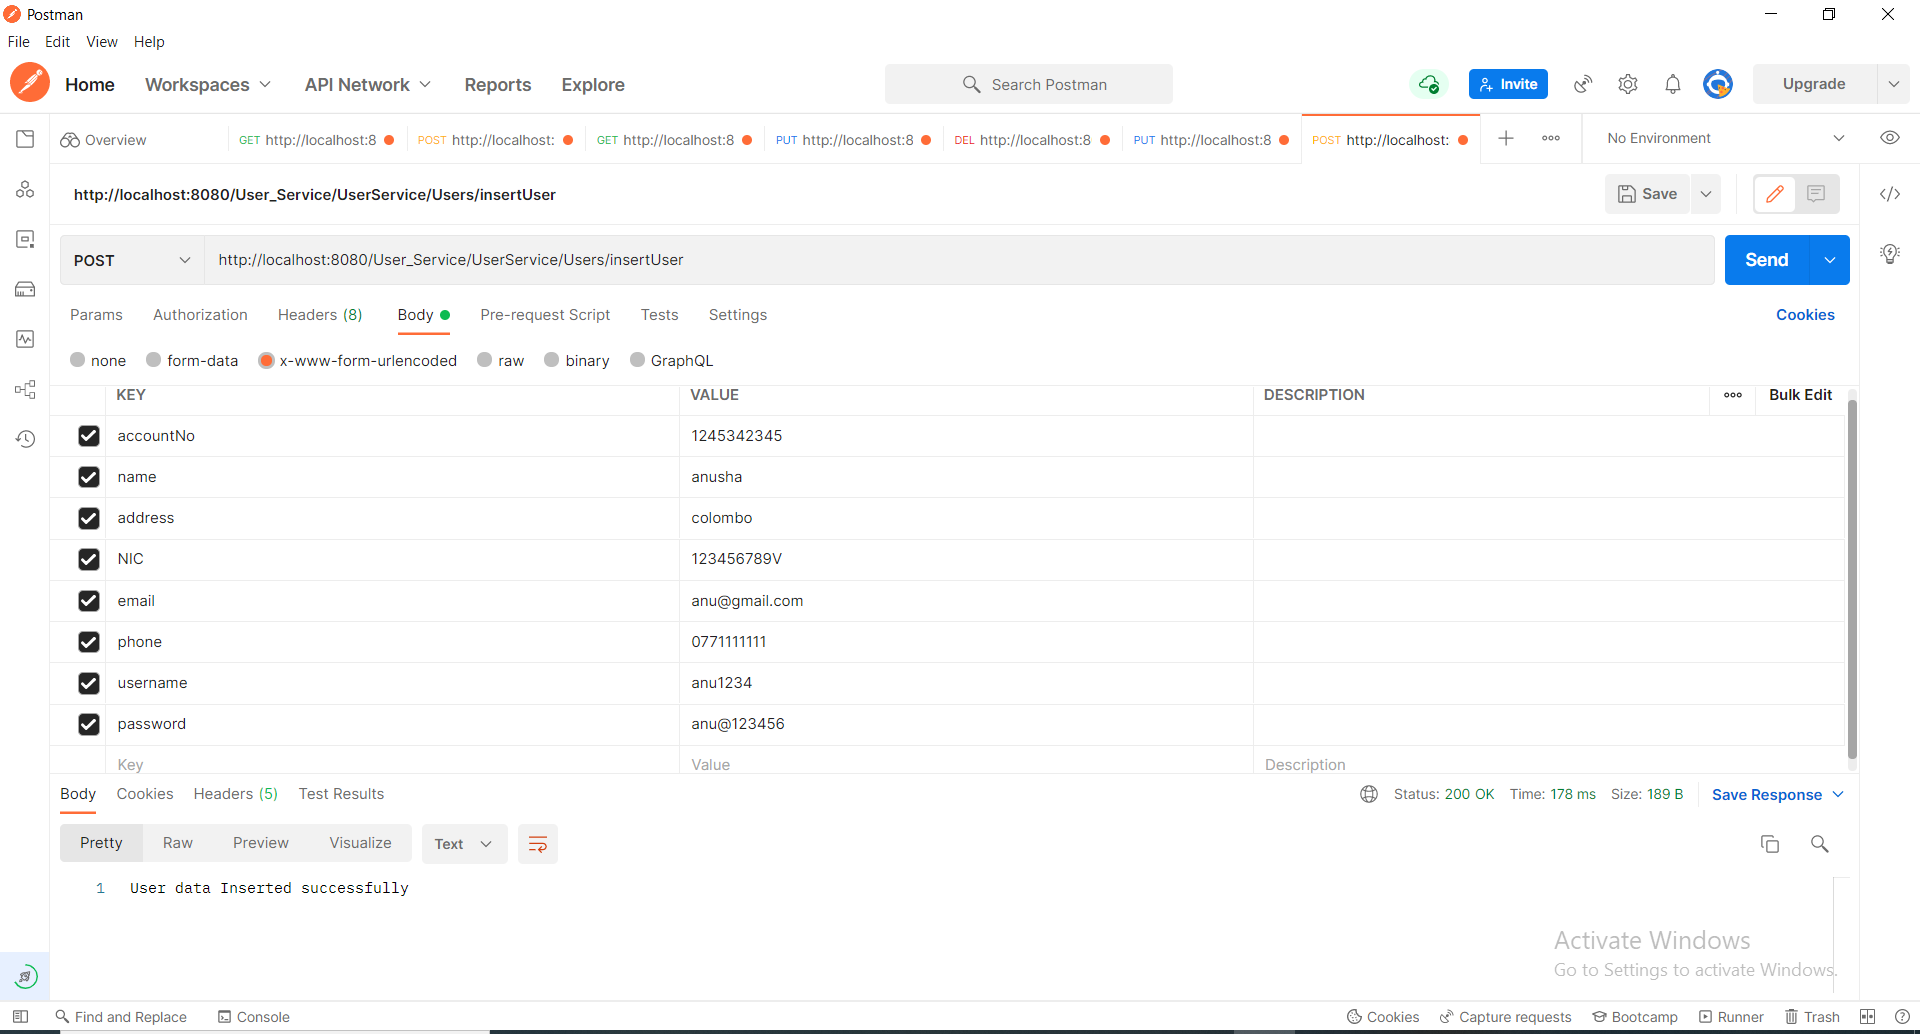 Postman
File Edit View Help
Home Workspaces API Network Reports Explore Search Postman Invite Upgrade
Overview GET http://localhost:8 POST http://localhost: GET http://localhost:8 PUT http://localhost:8 DEL http://localhost:8 PUT http://localhost:8 POST http://localhost: No Environment
http://localhost:8080/User_Service/UserService/Users/insertUser Save
POST http://localhost:8080/User_Service/UserService/Users/insertUser Send
Params Authorization Headers (8) Body Pre-request Script Tests Settings Cookies
none form-data x-www-form-urlencoded raw binary GraphQL
KEY VALUE DESCRIPTION Bulk Edit
accountNo 1245342345
name anusha
address colombo
NIC 123456789V
email anu@gmail.com
phone 0771111111
username anu1234
password anu@123456
Key Value Description
Body Cookies Headers (5) Test Results Status: 200 OK Time: 178 ms Size: 189 B Save Response
Pretty Raw Preview Visualize Text
1 User data Inserted successfully
Activate Windows
Go to Settings to activate Windows.
Find and Replace Console Cookies Capture requests Bootcamp Runner Trash